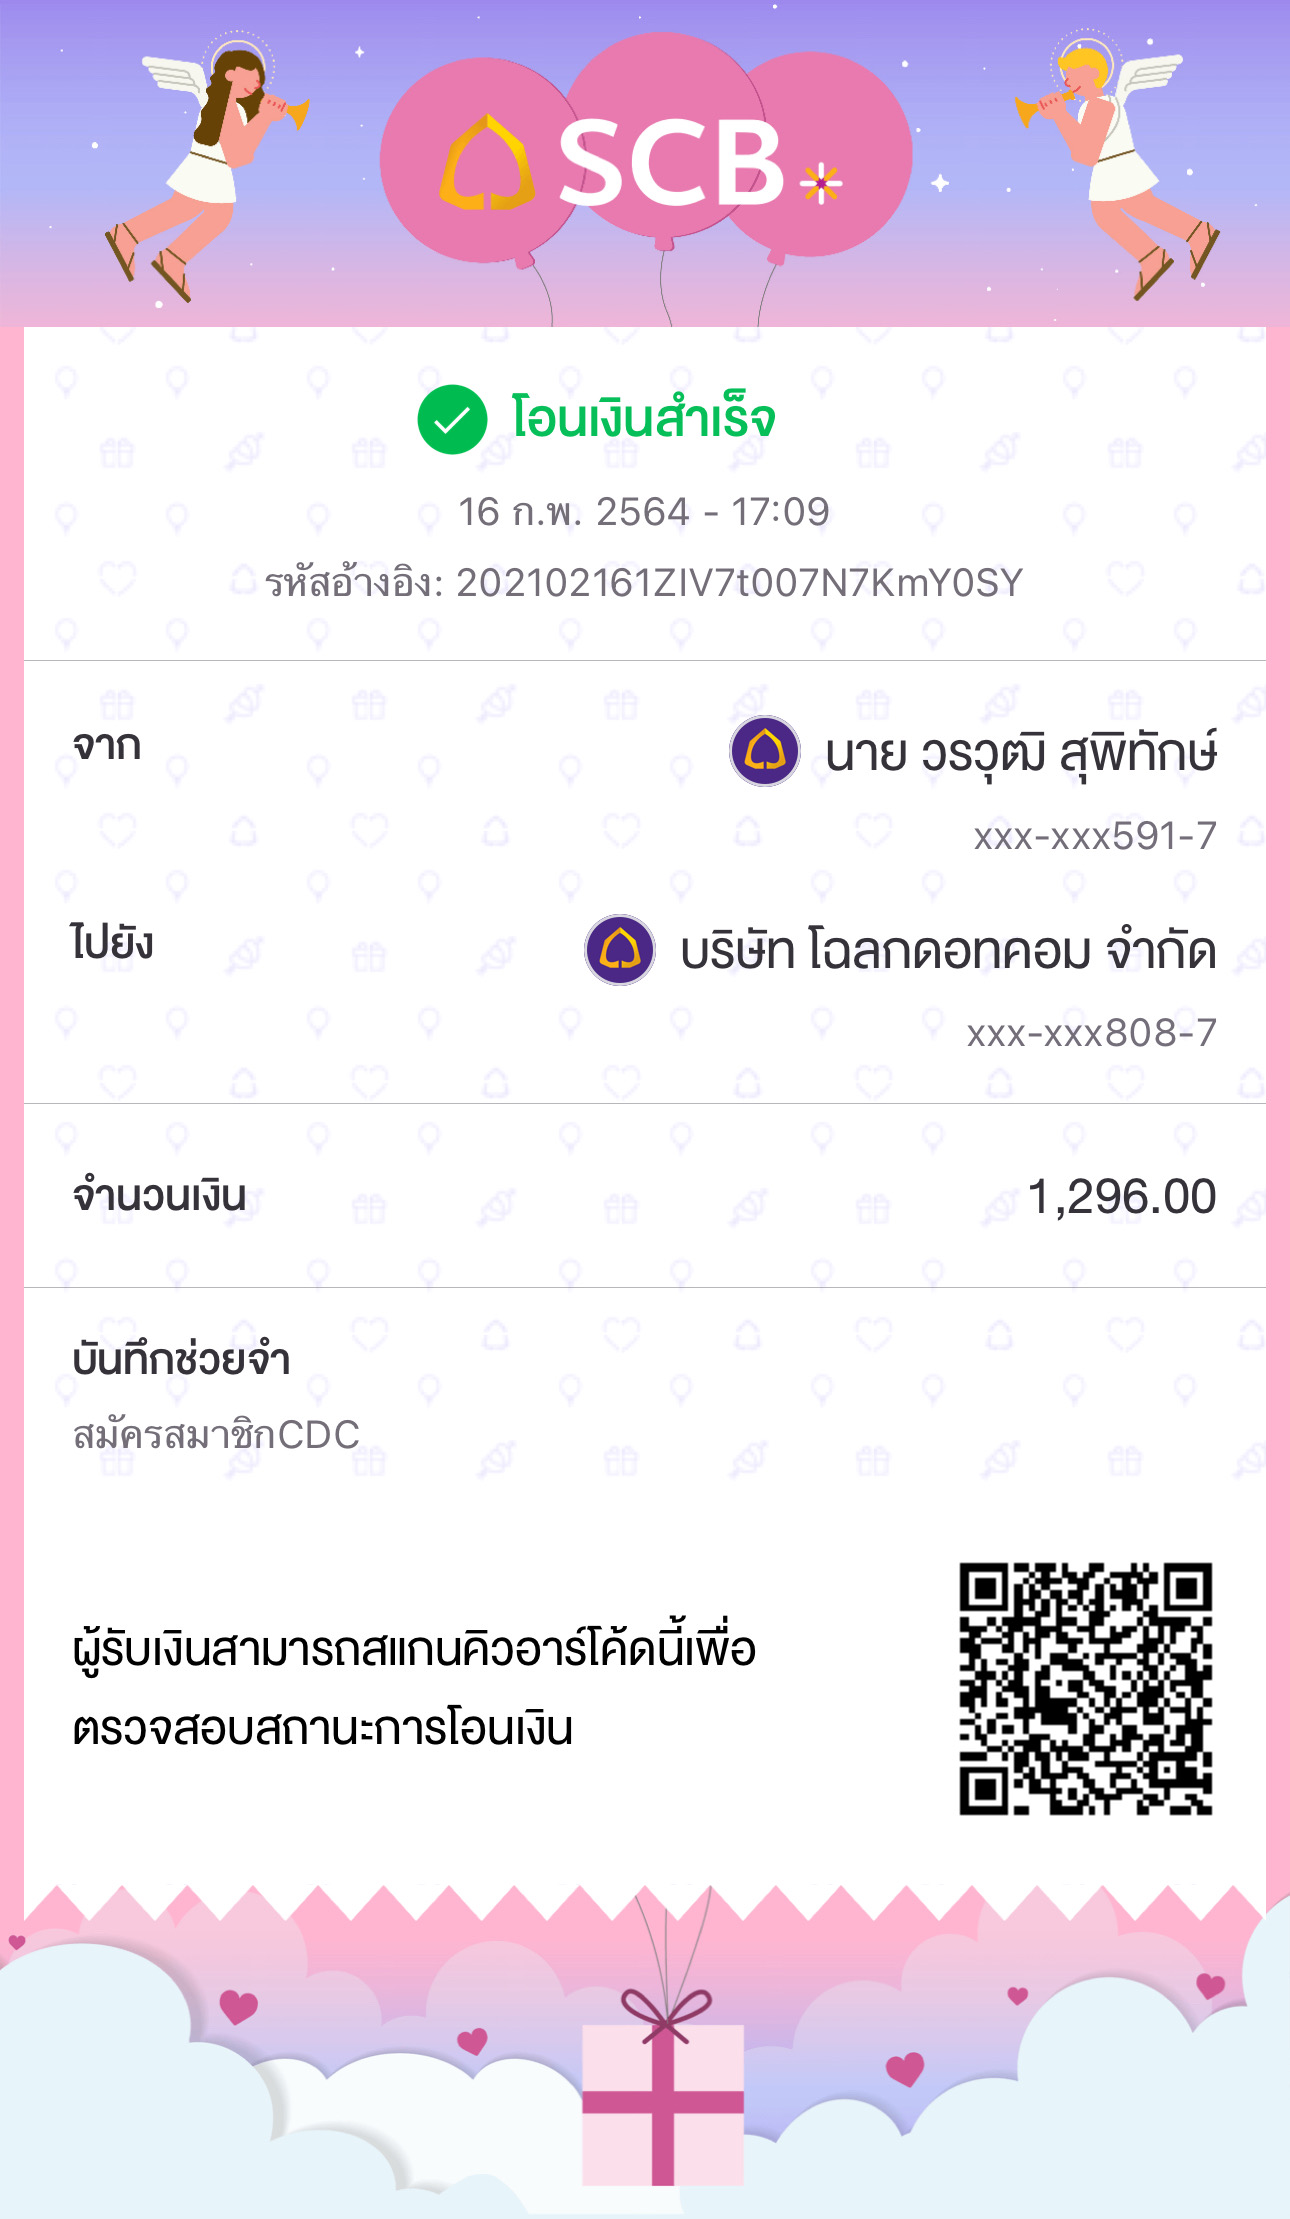 SCB
โอนเงินสำเร็จ
16 ก.พ. 2564 - 17:09
รหัสอ้างอิง: 202102161ZIV7t007N7KmY0SY
จาก
นาย วรวุฒิ สุพิทักษ์
xxx-xxx591-7
ไปยัง
บริษัท โฉลกดอทคอม จำกัด
xxx-xxx808-7
จำนวนเงิน 1,296.00
บันทึกช่วยจำ
สมัครสมาชิกCDC
ผู้รับเงินสามารถสแกนคิวอาร์โค้ดนี้เพื่อ
ตรวจสอบสถานะการโอนเงิน